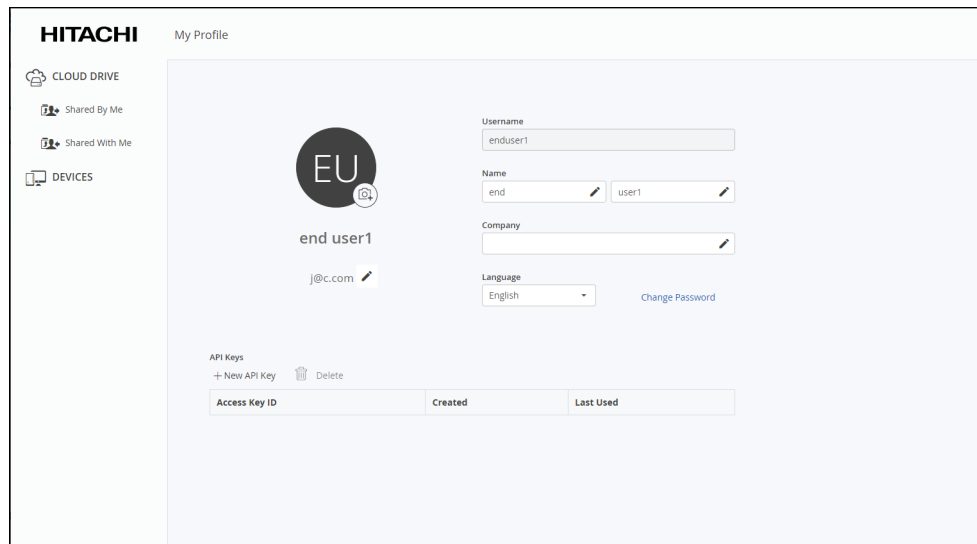 HITACHI
My Profile
CLOUD DRIVE
Shared By Me
Shared With Me
DEVICES
EU
end user1
j@c.com
Username
enduser1
Name
end user1
Company
Language
English
Change Password
API Keys
+ New API Key Delete
Access Key ID Created Last Used